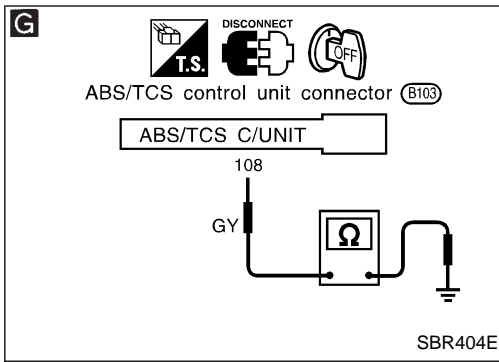 G
DISCONNECT
T.S.
OFF
ABS/TCS control unit connector B103
ABS/TCS C/UNIT
108
GY
Ω
SBR404E